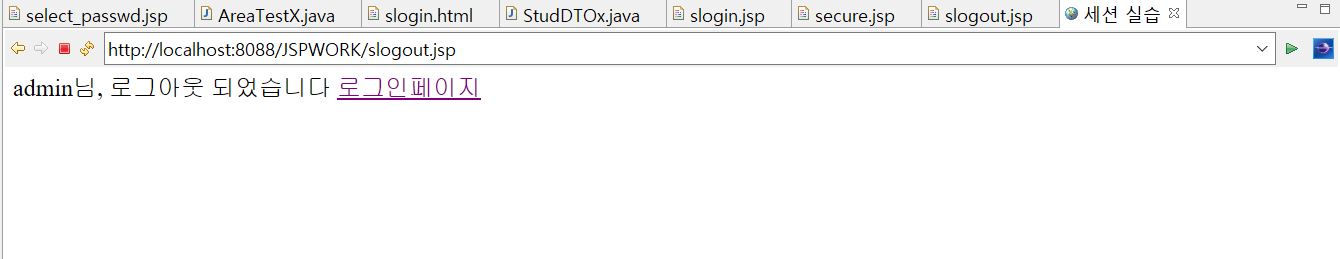 select_passwd.jsp AreaTestX.java slogin.html StudDTOx.java slogin.jsp secure.jsp slogout.jsp 세션 실습
http://localhost:8088/JSPWORK/slogout.jsp
admin님, 로그아웃 되었습니다 로그인페이지